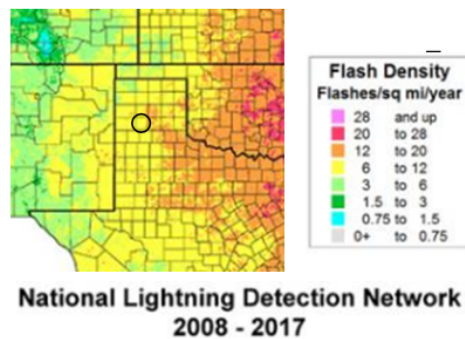 Flash Density
Flashes/sq mi/year
28 and up
20 to 28
12 to 20
6 to 12
3 to 6
1.5 to 3
0.75 to 1.5
0+ to 0.75
National Lightning Detection Network
2008 - 2017